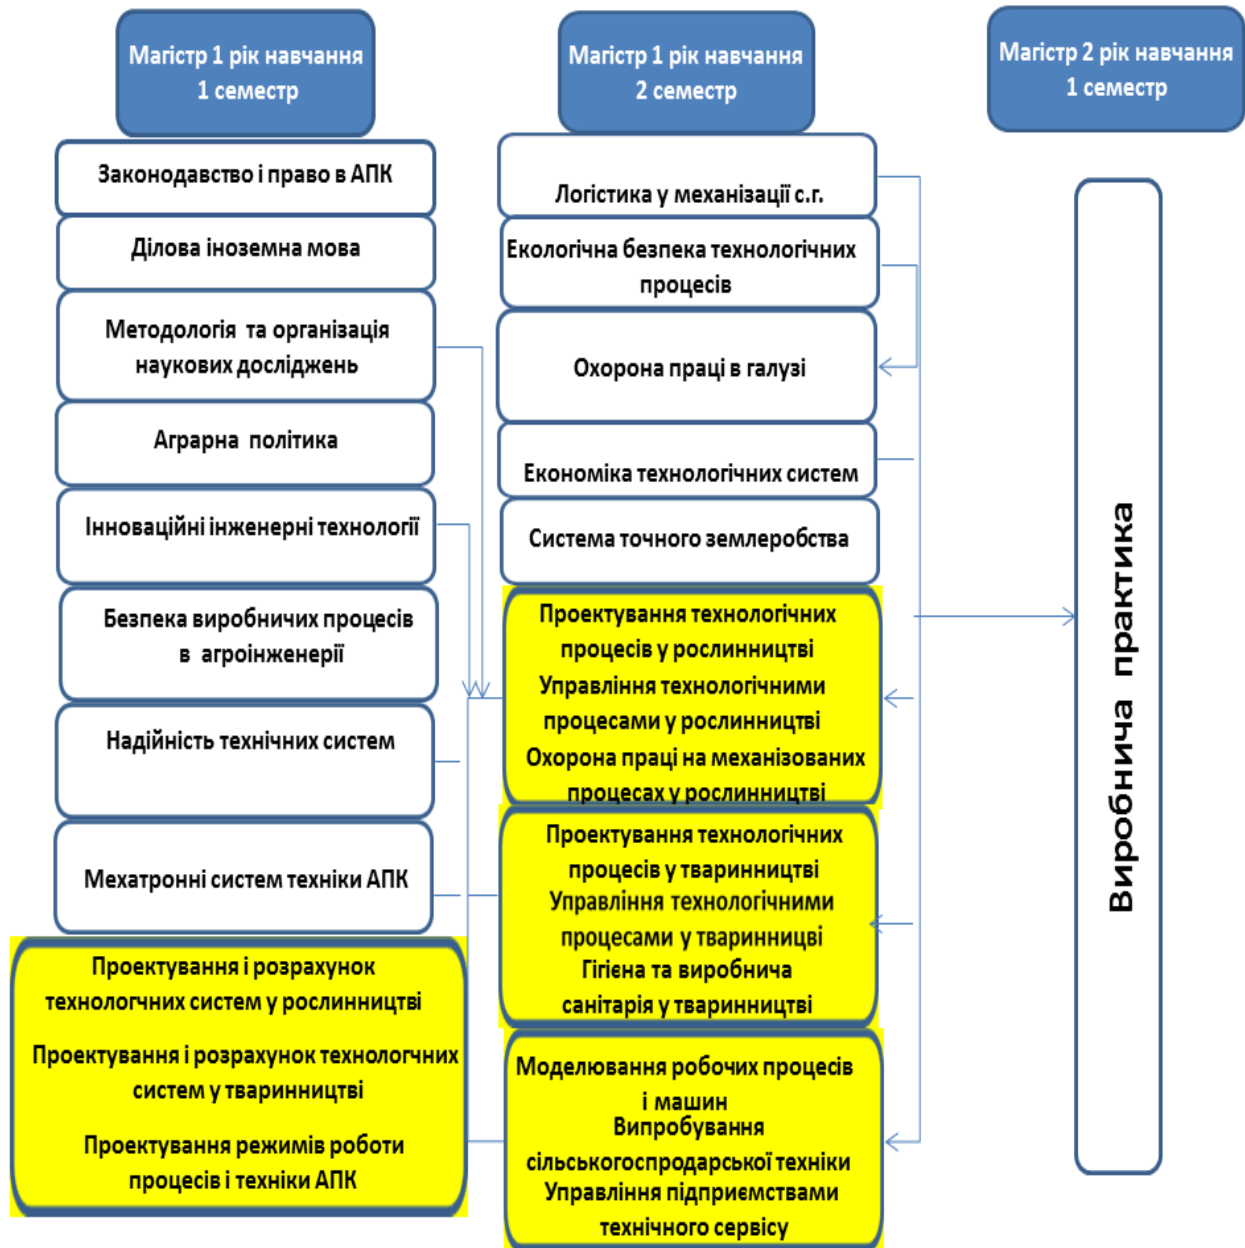 Магістр 1 рік навчання
1 семестр
Магістр 1 рік навчання
2 семестр
Магістр 2 рік навчання
1 семестр
Законодавство і право в АПК
Ділова іноземна мова
Методологія та організація
наукових досліджень
Аграрна політика
Інноваційні інженерні технології
Безпека виробничих процесів
в агроінженерії
Надійність технічних систем
Мехатронні систем техніки АПК
Проектування і розрахунок
технологчних систем у рослинництві
Проектування і розрахунок технологчних
систем у тваринництві
Проектування режимів роботи
процесів і техніки АПК
Логістика у механізації с.г.
Екологічна безпека технологічних
процесів
Охорона праці в галузі
Економіка технологічних систем
Система точного землеробства
Проектування технологічних
процесів у рослинництві
Управління технологічними
процесами у рослинництві
Охорона праці на механізованих
процесах у рослинництві
Проектування технологічних
процесів у тваринництві
Управління технологічними
процесами у тваринницві
Гігієна та виробнича
санітарія у тваринництві
Моделювання робочих процесів
і машин
Випробування
сільськогосподарської техніки
Управління підприємствами
технічного сервісу
Виробнича практика